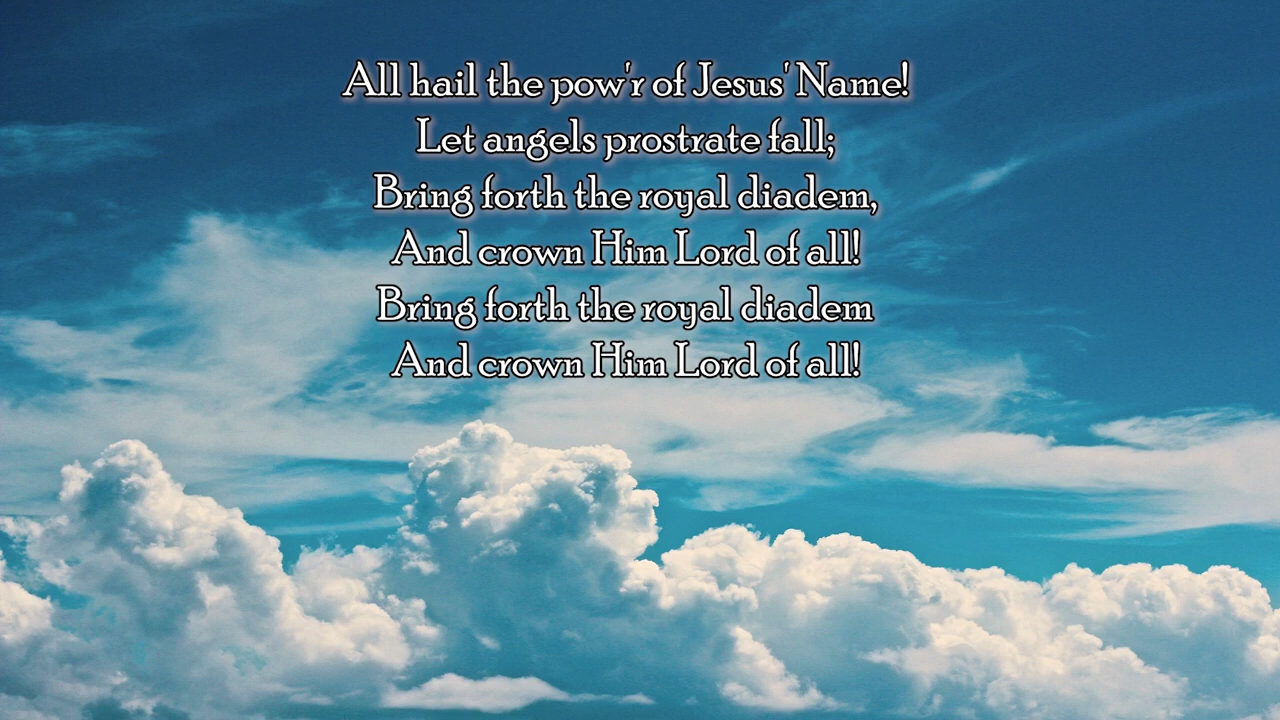 All hail the pow'r of Jesus' Name!
Let angels prostrate fall;
Bring forth the royal diadem,
And crown Him Lord of all!
Bring forth the royal diadem
And crown Him Lord of all!